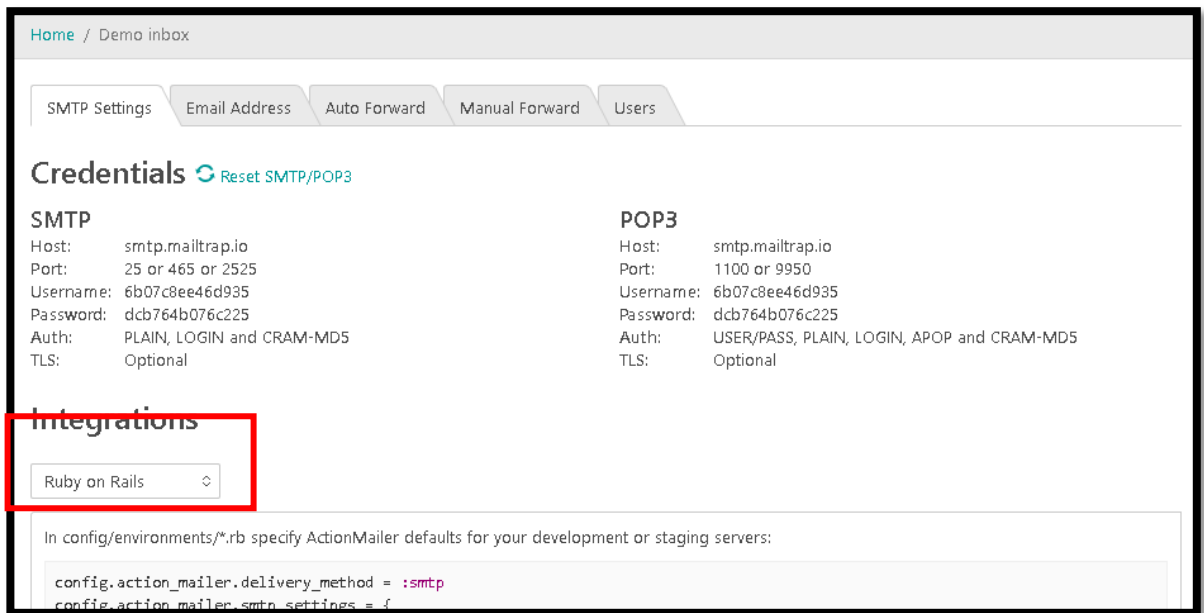 Home / Demo inbox
SMTP Settings Email Address Auto Forward Manual Forward Users
Credentials Reset SMTP/POP3
SMTP
Host: smtp.mailtrap.io
Port: 25 or 465 or 2525
Username: 6b07c8ee46d935
Password: dcb764b076c225
Auth: PLAIN, LOGIN and CRAM-MD5
TLS: Optional
POP3
Host: smtp.mailtrap.io
Port: 1100 or 9950
Username: 6b07c8ee46d935
Password: dcb764b076c225
Auth: USER/PASS, PLAIN, LOGIN, APOP and CRAM-MD5
TLS: Optional
Integrations
Ruby on Rails
In config/environments/*.rb specify ActionMailer defaults for your development or staging servers:
config.action_mailer.delivery_method = :smtp
config.action_mailer.smtp_settings = {